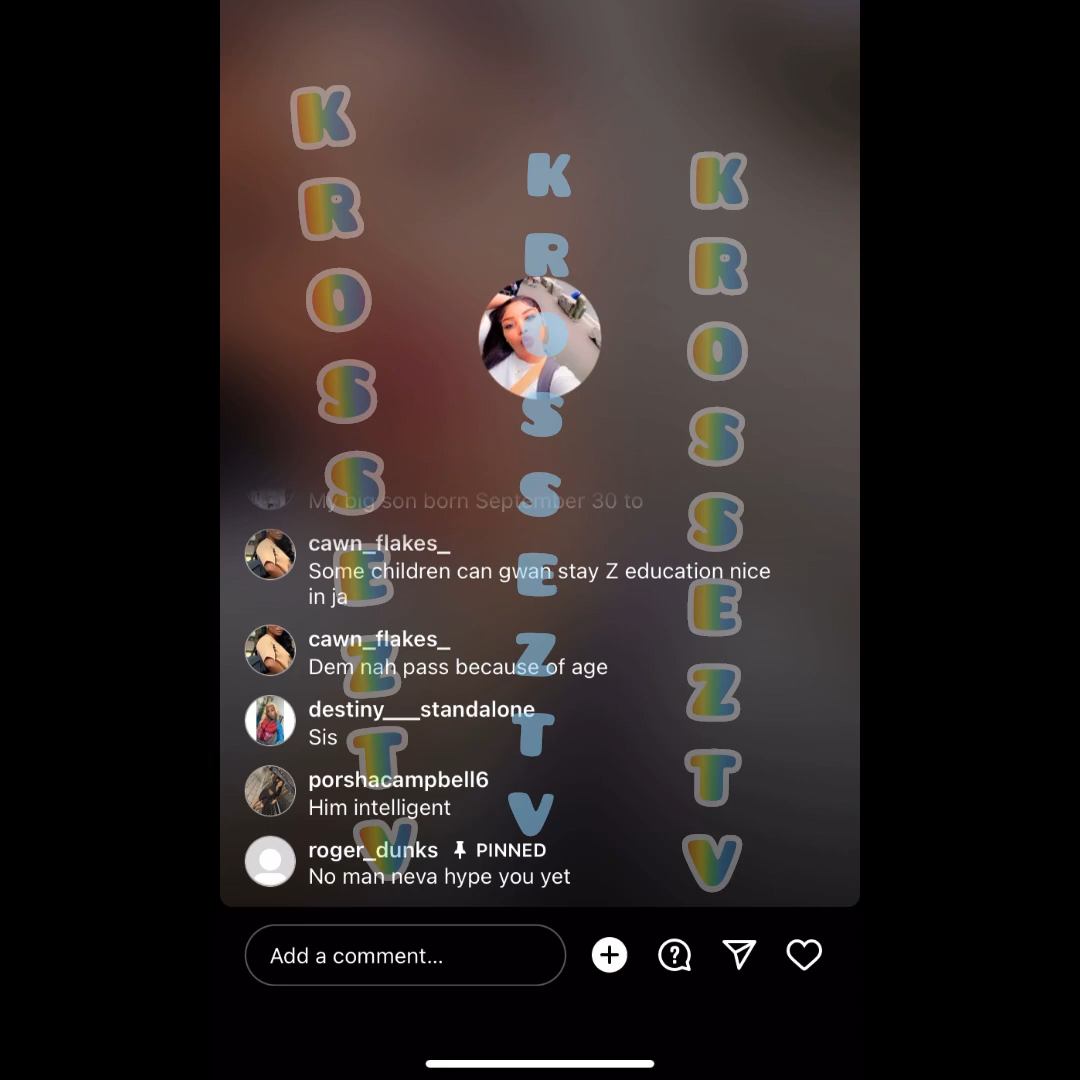 KROSSEZTV
KROSSEZTV
KROSSEZTV
My big son born September 30 to
cawn_flakes_
Some children can gwan stay Z education nice
in ja
cawn_flakes_
Dem nah pass because of age
destiny___standalone
Sis
porshacampbell6
Him intelligent
roger_dunks PINNED
No man neva hype you yet
Add a comment...